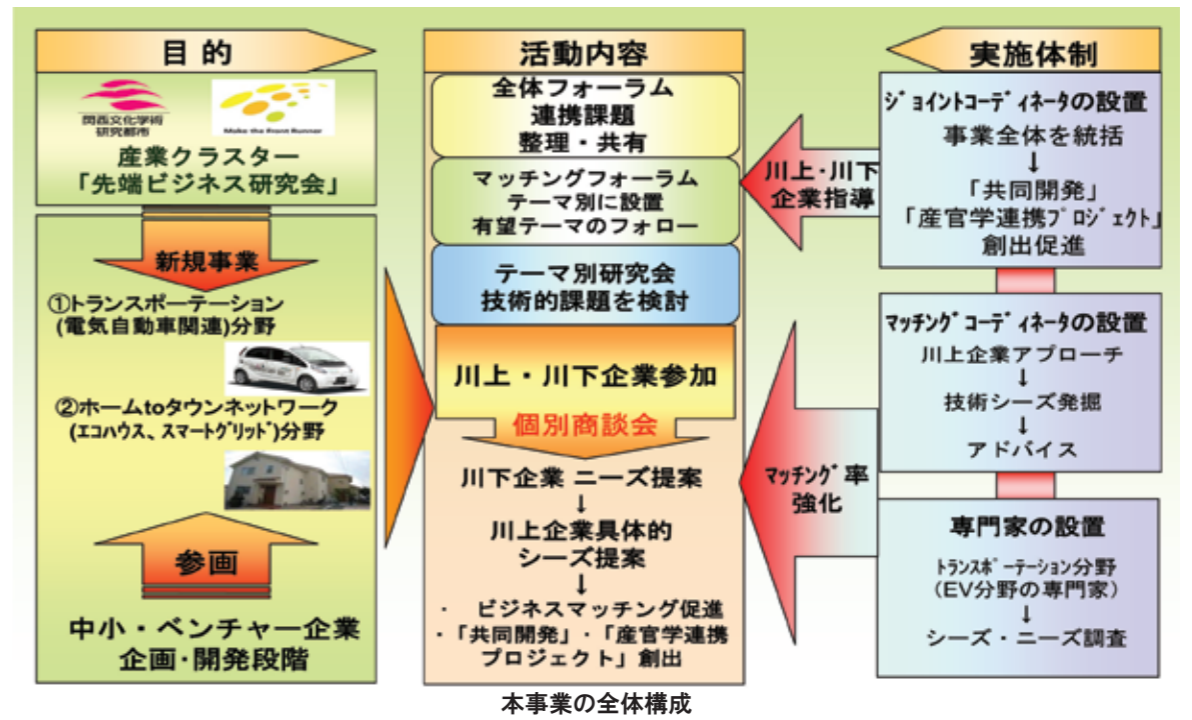 目 的
関西文化学術
研究都市
Make the Front Runner
産業クラスター
「先端ビジネス研究会」
新規事業
①トランスポーテーション
(電気自動車関連)分野
②ホームtoタウンネットワーク
(ｴｺﾊｳｽ、ｽﾏｰﾄｸﾞﾘｯﾄﾞ)分野
参画
中小・ベンチャー企業
企画・開発段階
活動内容
全体フォーラム
連携課題
整理・共有
マッチングフォーラム
テーマ別に設置
有望テーマのフォロー
テーマ別研究会
技術的課題を検討
川上・川下企業参加
個別商談会
川下企業 ニーズ提案
↓
川上企業具体的
シーズ提案
↓
・ ビジネスマッチング促進
・「共同開発」・「産官学連携
プロジェクト」創出
川上・川下
企業指導
ﾏｯﾁﾝｸﾞ率
強化
実施体制
ｼﾞｮｲﾝﾄｺｰﾃﾞｨﾈｰﾀの設置
事業全体を統括
↓
「共同開発」
「産官学連携ﾌﾟﾛｼﾞｪｸﾄ」
創出促進
ﾏｯﾁﾝｸﾞｺｰﾃﾞｨﾈｰﾀの設置
川上企業アプローチ
↓
技術シーズ発掘
↓
アドバイス
専門家の設置
ﾄﾗﾝｽﾎﾟｰﾃｰｼｮﾝ分野
(EV分野の専門家)
↓
シーズ・ニーズ調査
本事業の全体構成